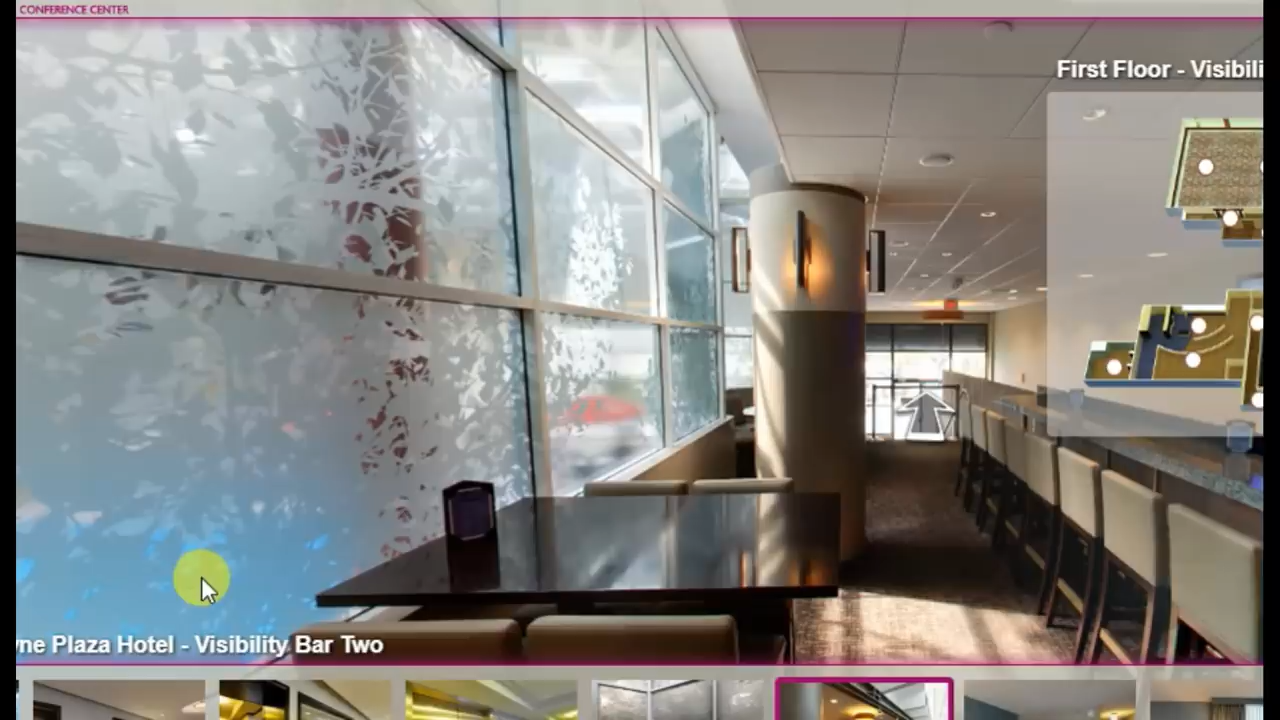 CONFERENCE CENTER
First Floor - Visibili
yne Plaza Hotel - Visibility Bar Two